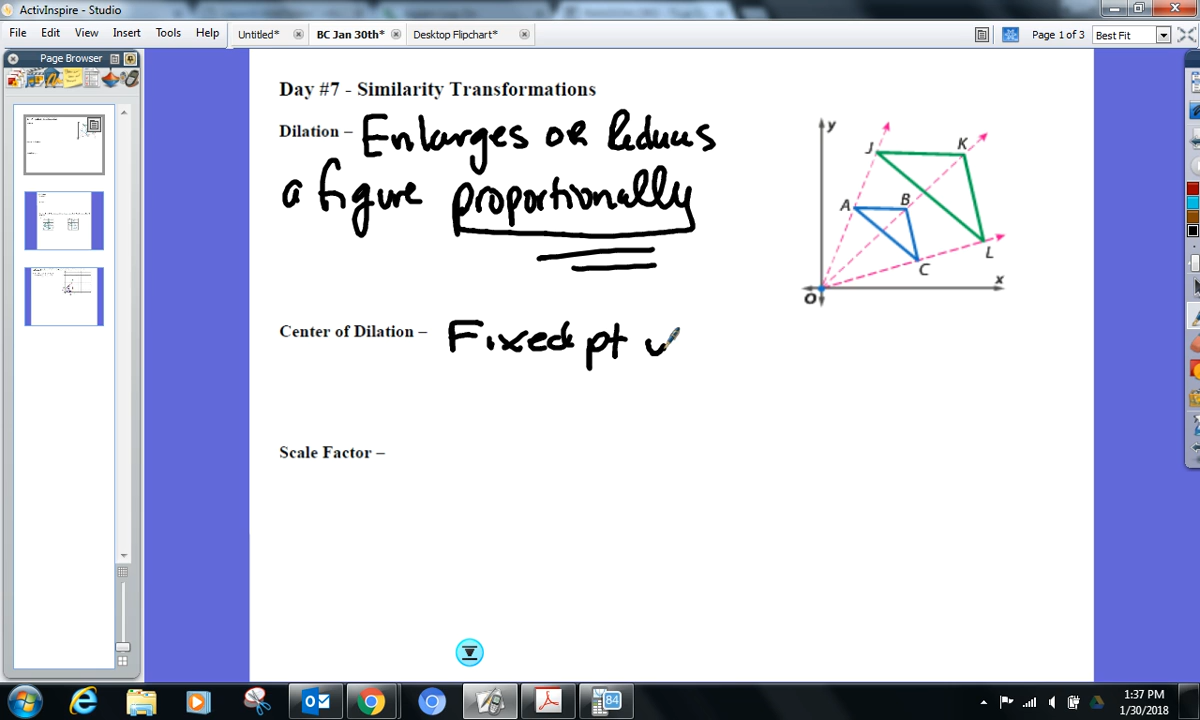 ActivInspire - Studio
File Edit View Insert Tools Help
Untitled* BC Jan 30th* Desktop Flipchart*
Page 1 of 3 Best Fit
Page Browser
Day #7 - Similarity Transformations
Dilation – Enlarges or Reduces
a figure proportionally
y
J K
A B
C L
O x
Center of Dilation – Fixed pt
Scale Factor –
84
1:37 PM
1/30/2018